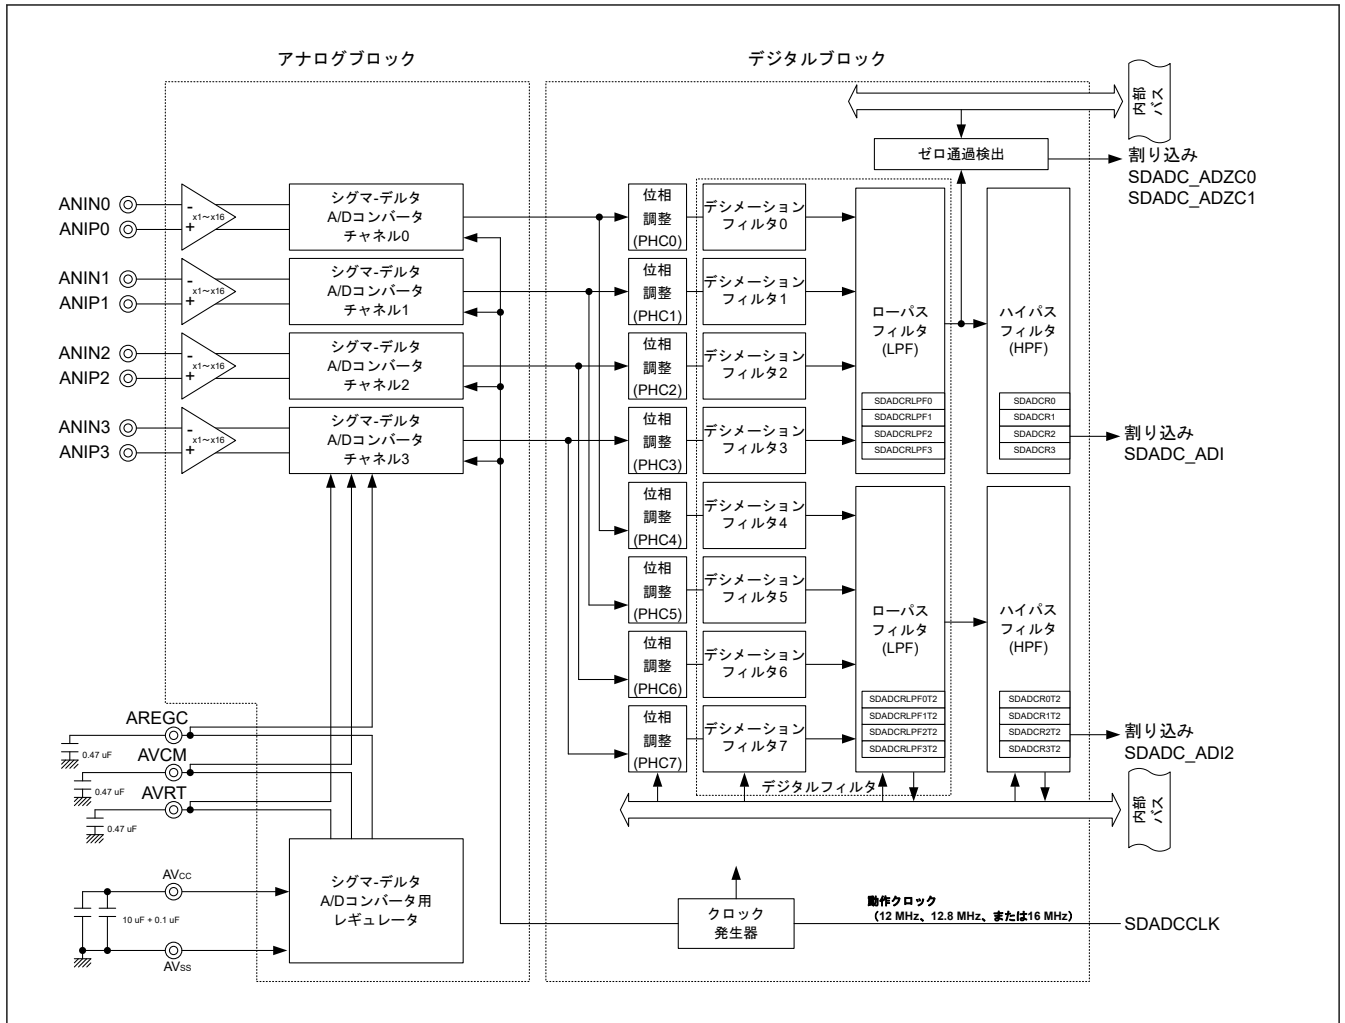 アナログブロック
デジタルブロック
内部
バス
ゼロ通過検出
割り込み
SDADC_ADZC0
SDADC_ADZC1
ANIN0
ANIP0
-
x1~x16
+
シグマ-デルタ
A/Dコンバータ
チャネル0
位相
調整
(PHC0)
デシメーション
フィルタ0
ANIN1
ANIP1
-
x1~x16
+
シグマ-デルタ
A/Dコンバータ
チャネル1
位相
調整
(PHC1)
デシメーション
フィルタ1
ANIN2
ANIP2
-
x1~x16
+
シグマ-デルタ
A/Dコンバータ
チャネル2
位相
調整
(PHC2)
デシメーション
フィルタ2
ANIN3
ANIP3
-
x1~x16
+
シグマ-デルタ
A/Dコンバータ
チャネル3
位相
調整
(PHC3)
デシメーション
フィルタ3
ローパス
フィルタ
(LPF)
SDADCRLPF0
SDADCRLPF1
SDADCRLPF2
SDADCRLPF3
ハイパス
フィルタ
(HPF)
SDADCR0
SDADCR1
SDADCR2
SDADCR3
割り込み
SDADC_ADI
位相
調整
(PHC4)
デシメーション
フィルタ4
位相
調整
(PHC5)
デシメーション
フィルタ5
位相
調整
(PHC6)
デシメーション
フィルタ6
位相
調整
(PHC7)
デシメーション
フィルタ7
ローパス
フィルタ
(LPF)
SDADCRLPF0T2
SDADCRLPF1T2
SDADCRLPF2T2
SDADCRLPF3T2
ハイパス
フィルタ
(HPF)
SDADCR0T2
SDADCR1T2
SDADCR2T2
SDADCR3T2
割り込み
SDADC_ADI2
デジタルフィルタ
内部
バス
AREGC
0.47 uF
AVCM
0.47 uF
AVRT
0.47 uF
AVCC
10 uF + 0.1 uF
AVSS
シグマ-デルタ
A/Dコンバータ用
レギュレータ
クロック
発生器
動作クロック
(12 MHz、12.8 MHz、または16 MHz)
SDADCCLK